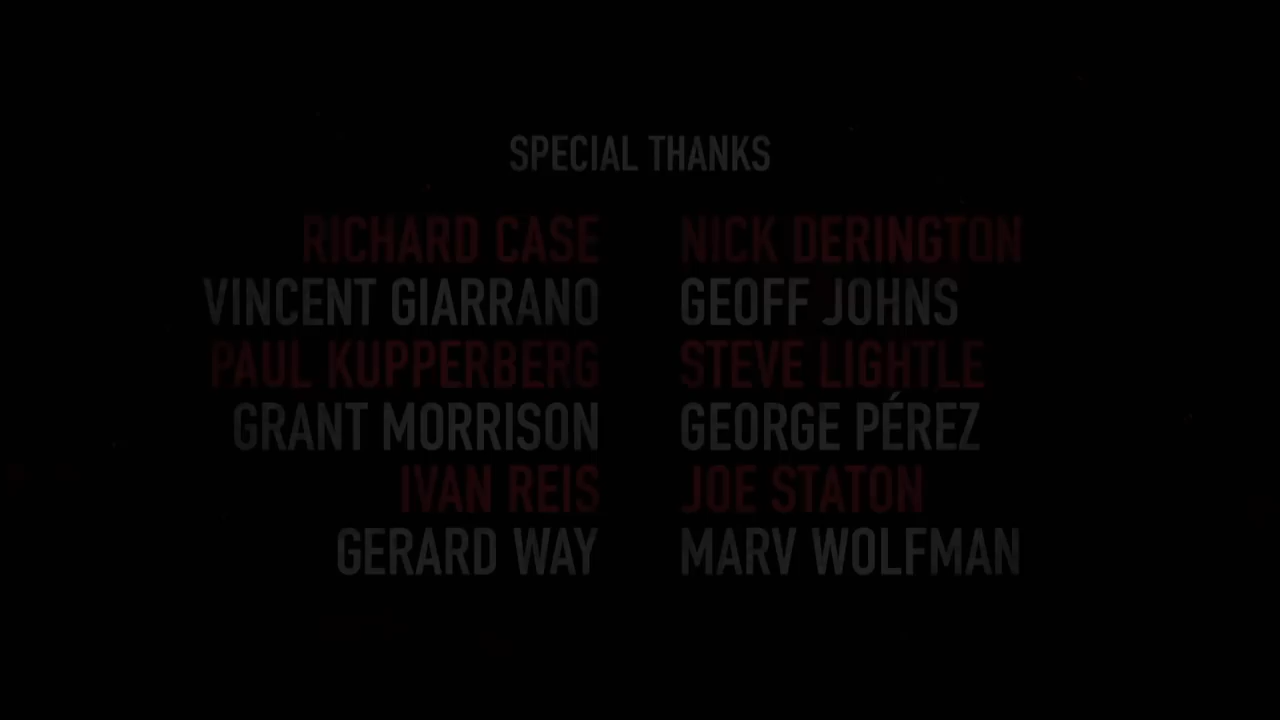 SPECIAL THANKS
RICHARD CASE NICK DERINGTON
VINCENT GIARRANO GEOFF JOHNS
PAUL KUPPERBERG STEVE LIGHTLE
GRANT MORRISON GEORGE PÉREZ
IVAN REIS JOE STATON
GERARD WAY MARV WOLFMAN